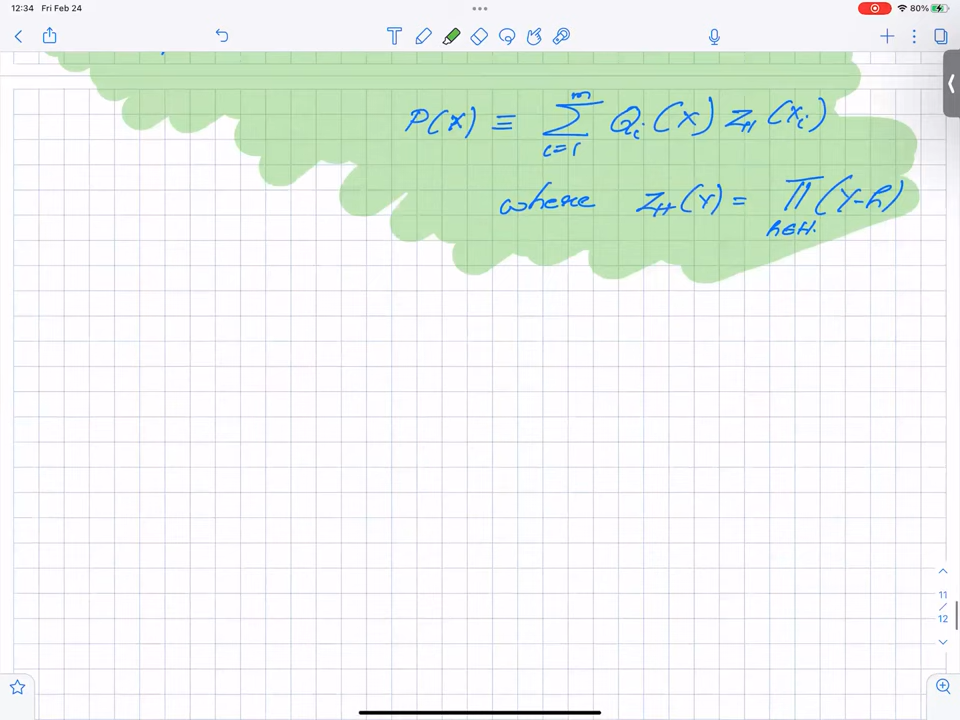 12:34 Fri Feb 24
80%
P(X) ≡ ∑_{i=1}^{m} Q_i(X) Z_H(X_i)
where Z_H(Y) = ∏_{h∈H} (Y-h)
11
/
12